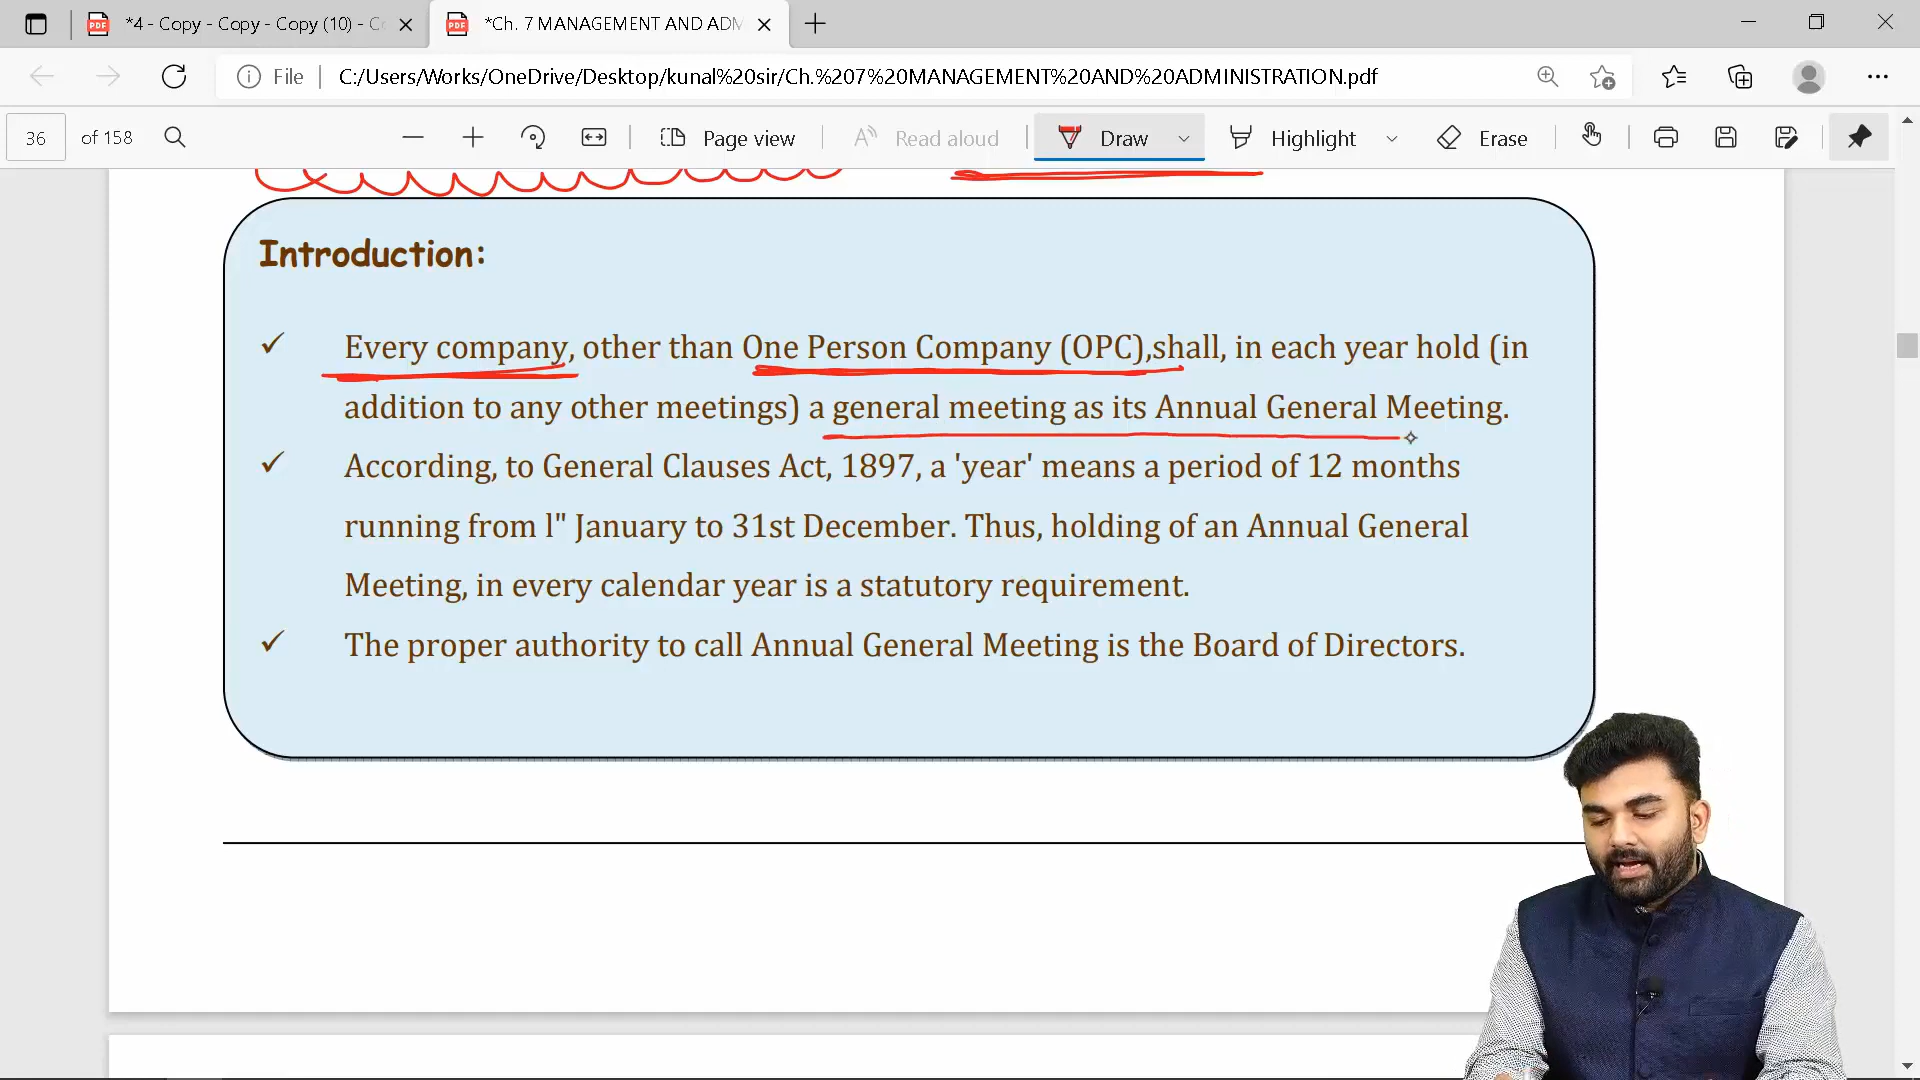 *4 - Copy - Copy - Copy (10) - C
*Ch. 7 MANAGEMENT AND ADM
File
C:/Users/Works/OneDrive/Desktop/kunal%20sir/Ch.%207%20MANAGEMENT%20AND%20ADMINISTRATION.pdf
36 of 158
Page view
Read aloud
Draw
Highlight
Erase
Introduction:
✓ Every company, other than One Person Company (OPC),shall, in each year hold (in
addition to any other meetings) a general meeting as its Annual General Meeting.
✓ According, to General Clauses Act, 1897, a 'year' means a period of 12 months
running from l" January to 31st December. Thus, holding of an Annual General
Meeting, in every calendar year is a statutory requirement.
✓ The proper authority to call Annual General Meeting is the Board of Directors.